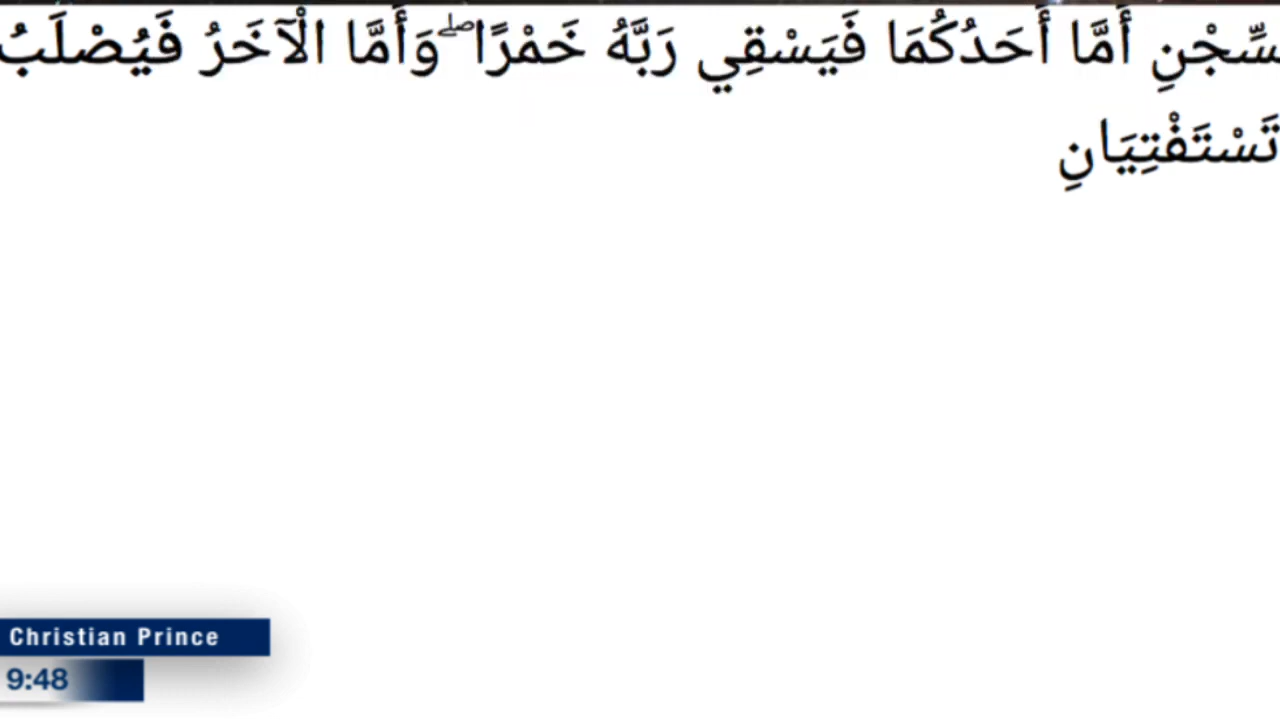 سِّجْنِ أَمَّا أَحَدُكُمَا فَيَسْقِي رَبَّهُ خَمْرًا ۖ وَأَمَّا الْآخَرُ فَيُصْلَبُ
تَسْتَفْتِيَانِ
Christian Prince
9:48